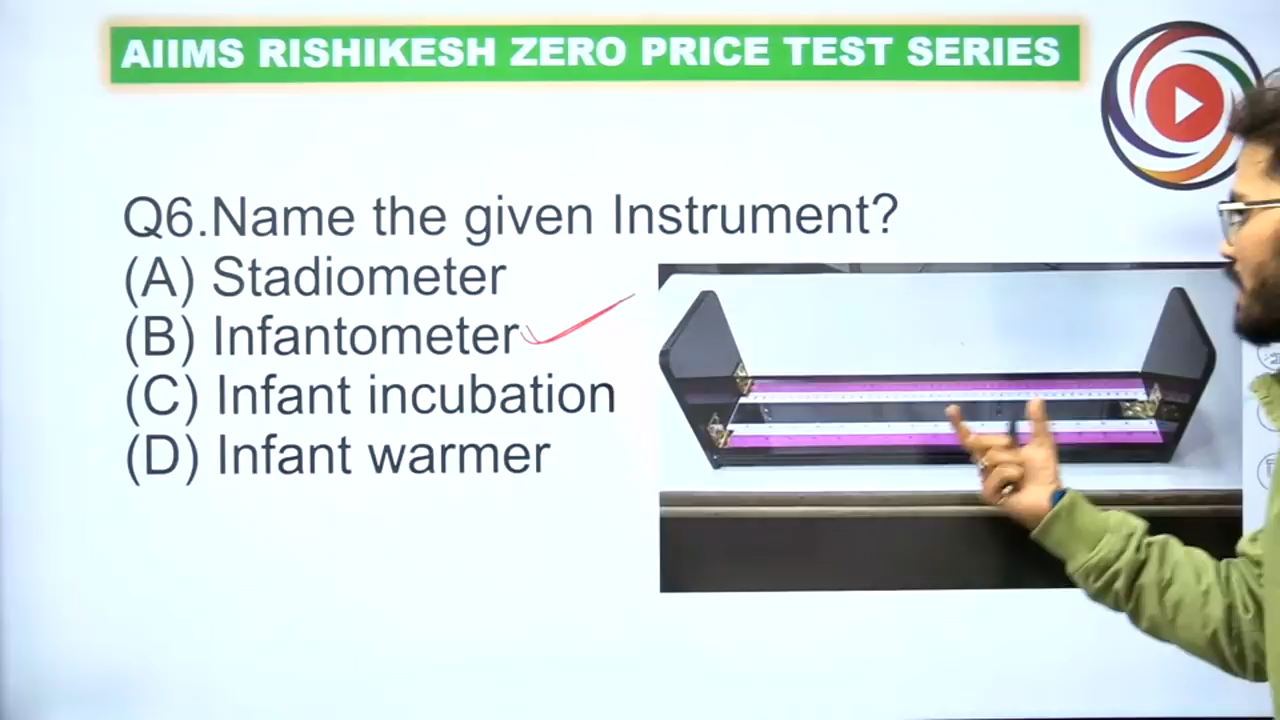 AIIMS RISHIKESH ZERO PRICE TEST SERIES
Q6.Name the given Instrument?
(A) Stadiometer
(B) Infantometer
(C) Infant incubation
(D) Infant warmer